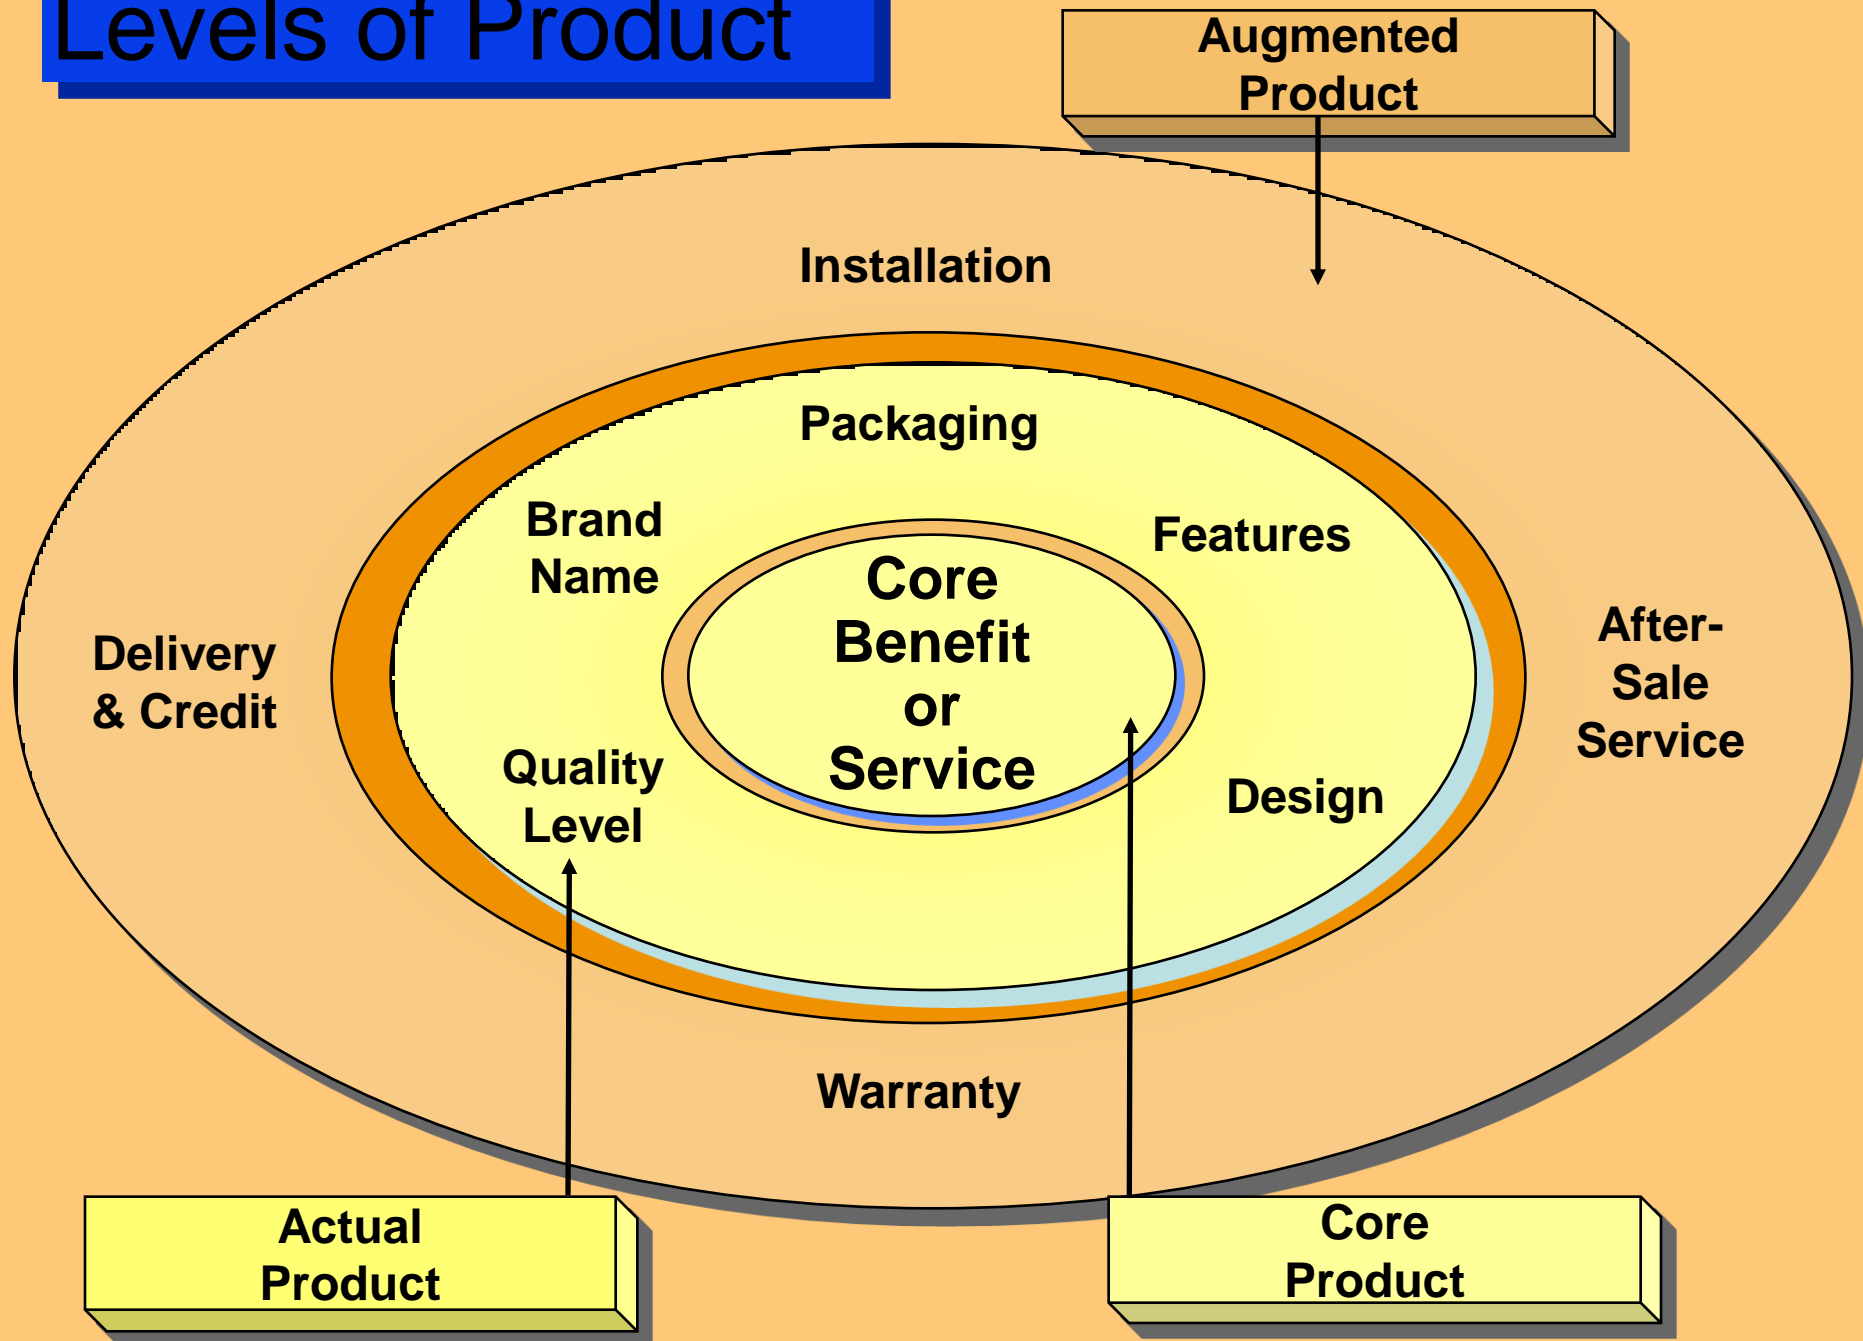 Levels of Product
Augmented
Product
Installation
Packaging
Brand
Name
Features
Core
Benefit
or
Service
Delivery
& Credit
After-
Sale
Service
Quality
Level
Design
Warranty
Actual
Product
Core
Product